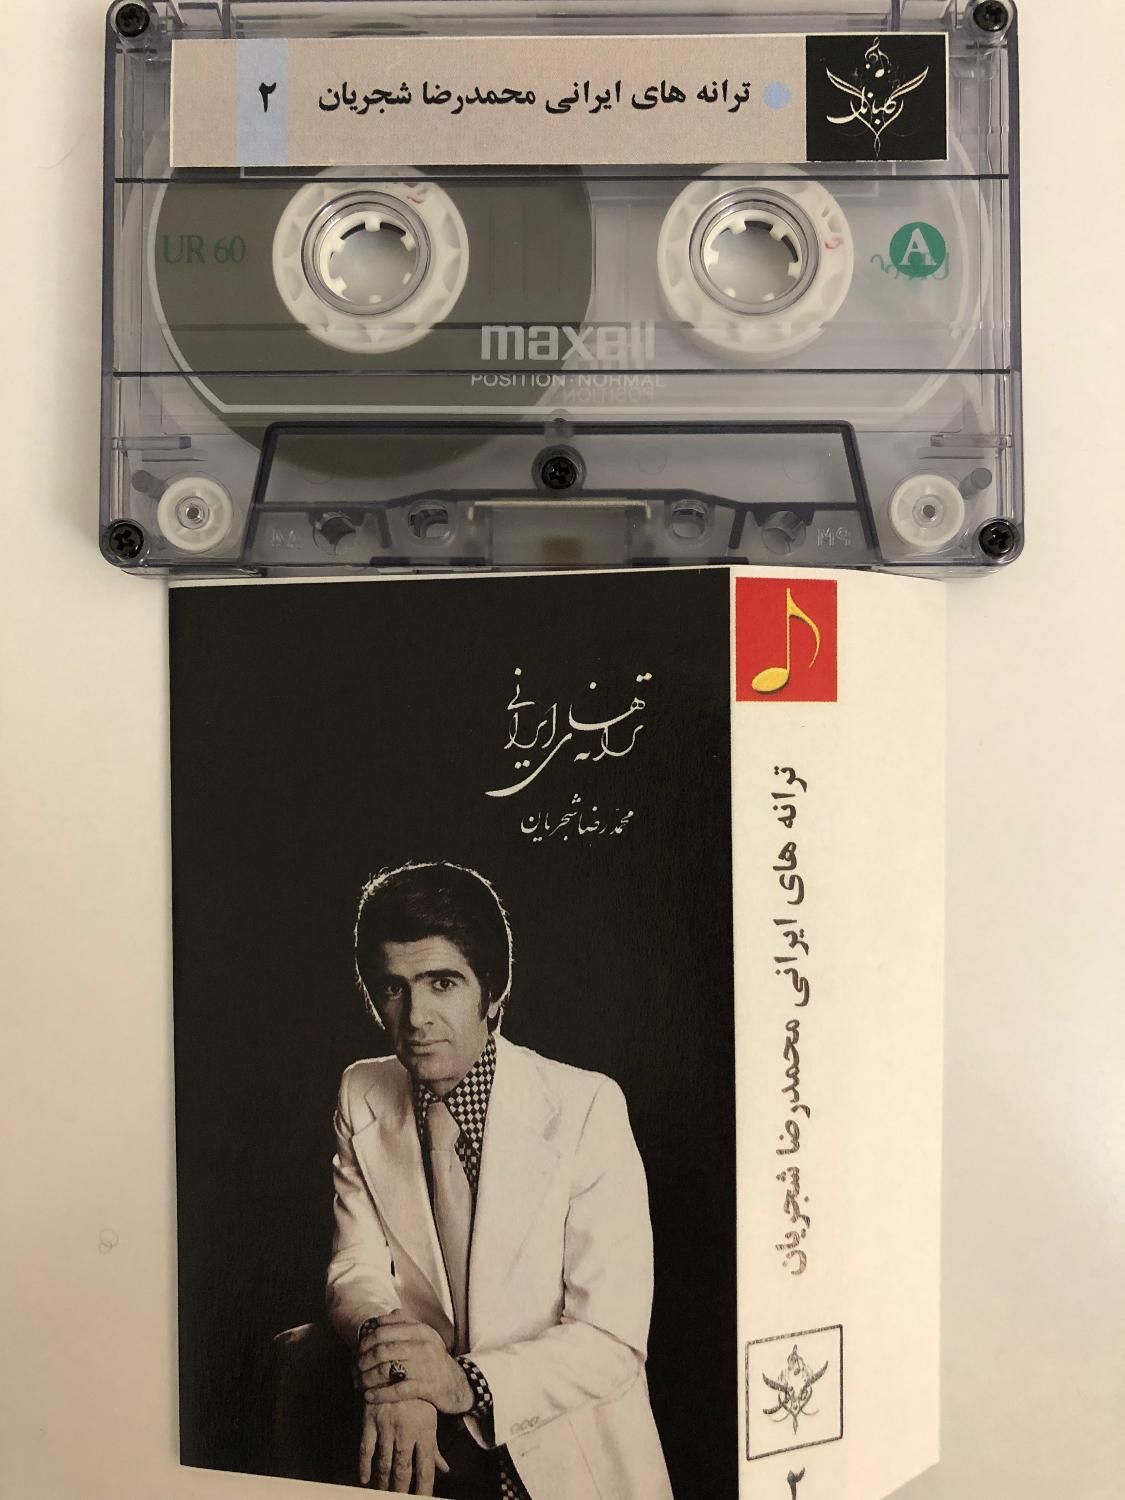 ترانه های ایرانی محمدرضا شجریان
۲
گلبانگ
UR 60
A
maxell
POSITION · NORMAL
ترانه های ایرانی
محمدرضا شجریان
ترانه های ایرانی محمدرضا شجریان
۲